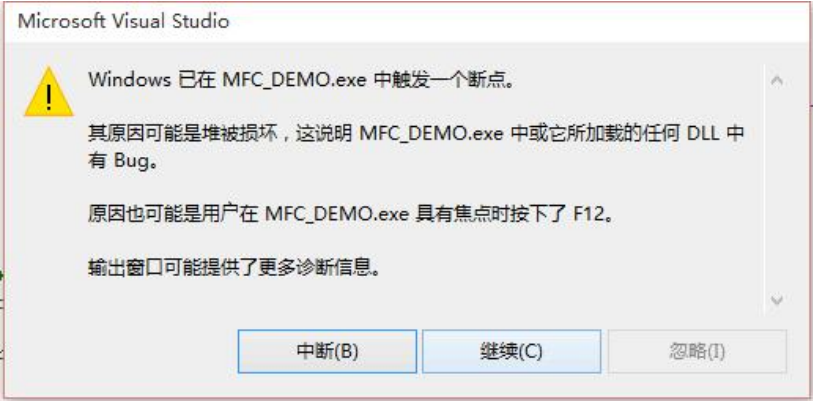 Microsoft Visual Studio
Windows 已在 MFC_DEMO.exe 中触发一个断点。
其原因可能是堆被损坏，这说明 MFC_DEMO.exe 中或它所加载的任何 DLL 中
有 Bug。
原因也可能是用户在 MFC_DEMO.exe 具有焦点时按下了 F12。
输出窗口可能提供了更多诊断信息。
中断(B) 继续(C) 忽略(I)